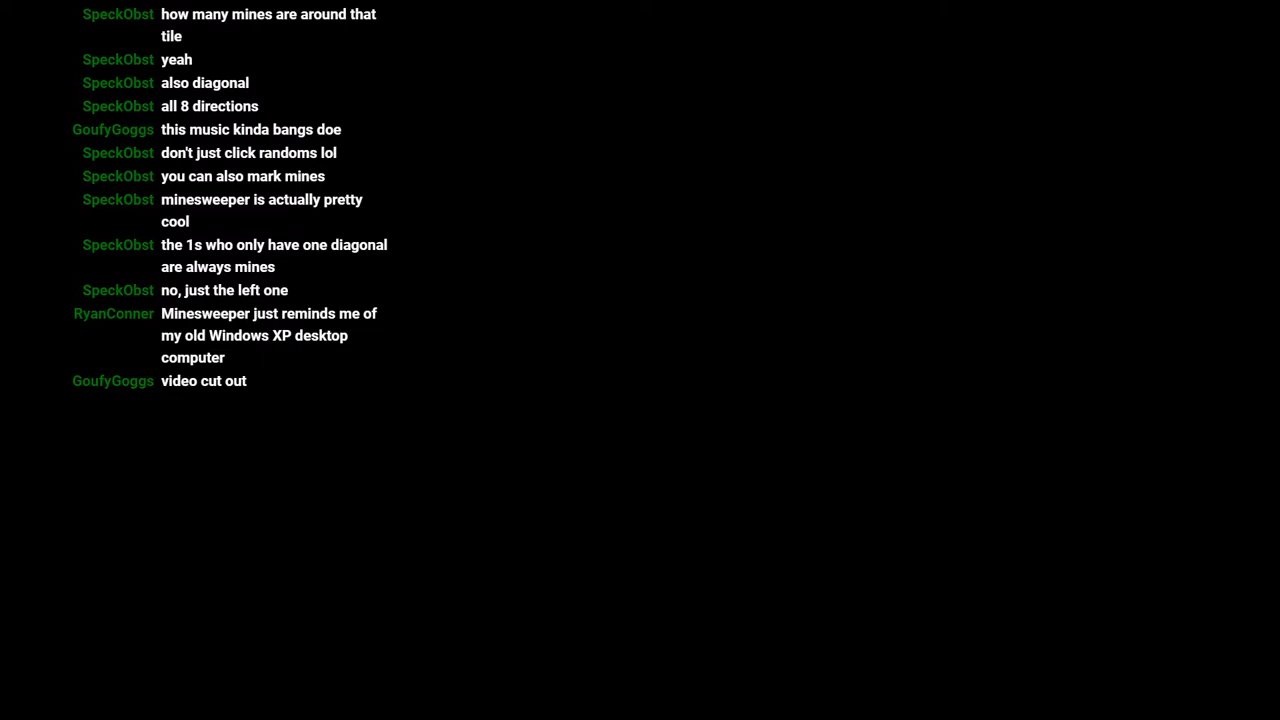 SpeckObst how many mines are around that
tile
SpeckObst yeah
SpeckObst also diagonal
SpeckObst all 8 directions
GoufyGoggs this music kinda bangs doe
SpeckObst don't just click randoms lol
SpeckObst you can also mark mines
SpeckObst minesweeper is actually pretty
cool
SpeckObst the 1s who only have one diagonal
are always mines
SpeckObst no, just the left one
RyanConner Minesweeper just reminds me of
my old Windows XP desktop
computer
GoufyGoggs video cut out